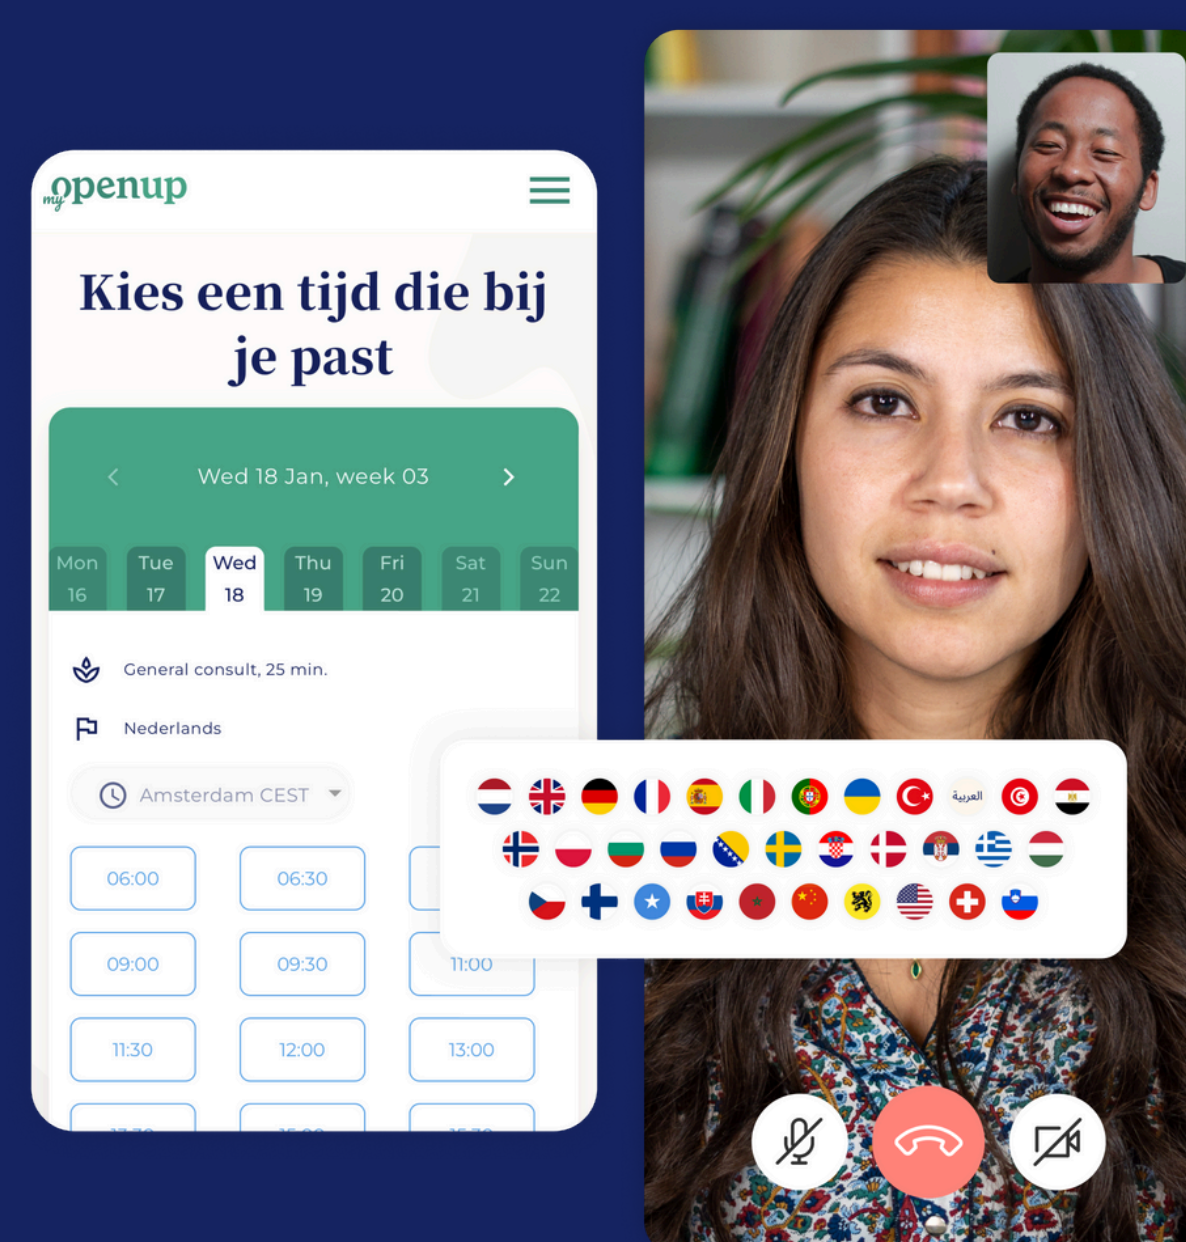 myopenup
Kies een tijd die bij
je past
Wed 18 Jan, week 03
Mon Tue Wed Thu Fri Sat Sun
16 17 18 19 20 21 22
General consult, 25 min.
Nederlands
Amsterdam CEST
العربية
06:00 06:30
09:00 09:30 11:00
11:30 12:00 13:00